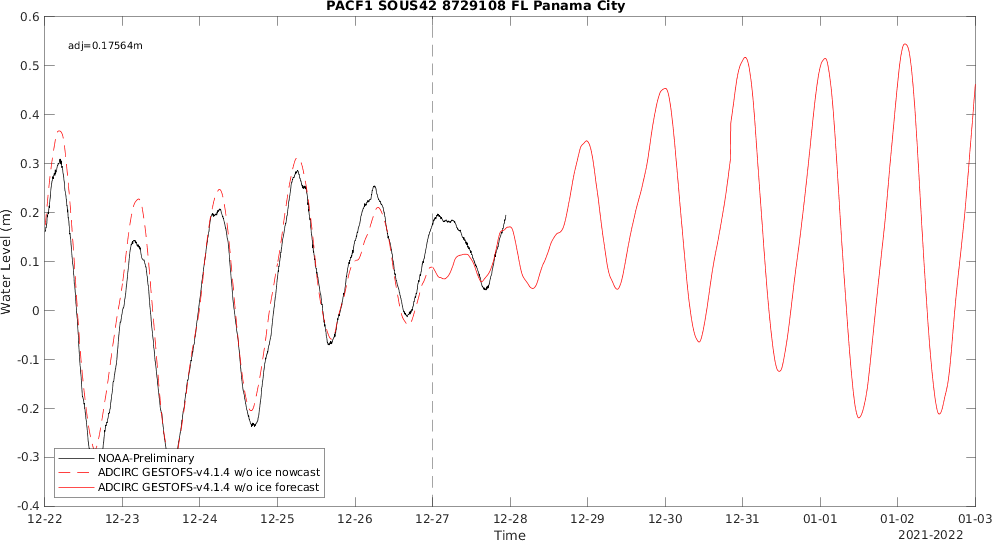 PACF1 SOUS42 8729108 FL Panama City
adj=0.17564m
Water Level (m)
0.6
0.5
0.4
0.3
0.2
0.1
0
-0.1
-0.2
-0.3
-0.4
NOAA-Preliminary
ADCIRC GESTOFS-v4.1.4 w/o ice nowcast
ADCIRC GESTOFS-v4.1.4 w/o ice forecast
12-22 12-23 12-24 12-25 12-26 12-27 12-28 12-29 12-30 12-31 01-01 01-02 01-03
Time
2021-2022